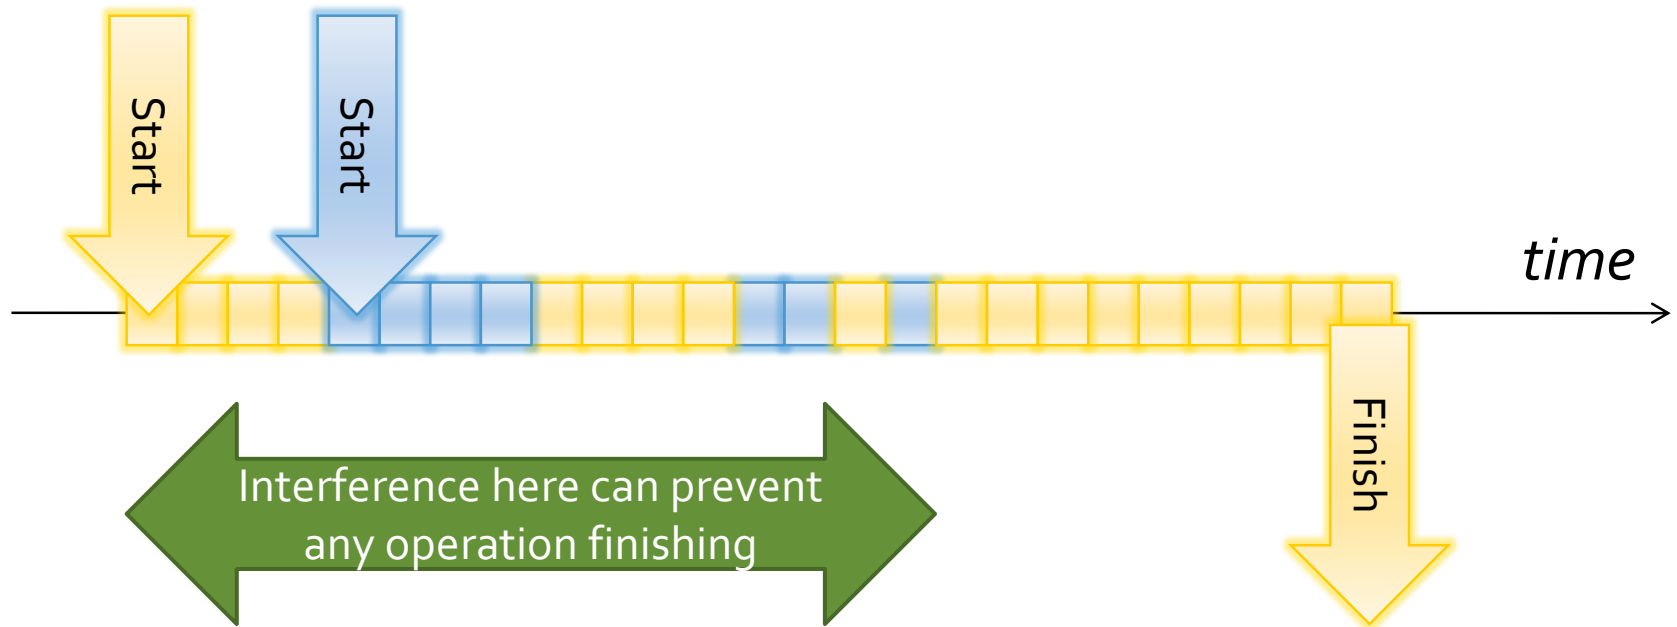 Start
Start
time
Interference here can prevent
any operation finishing
Finish